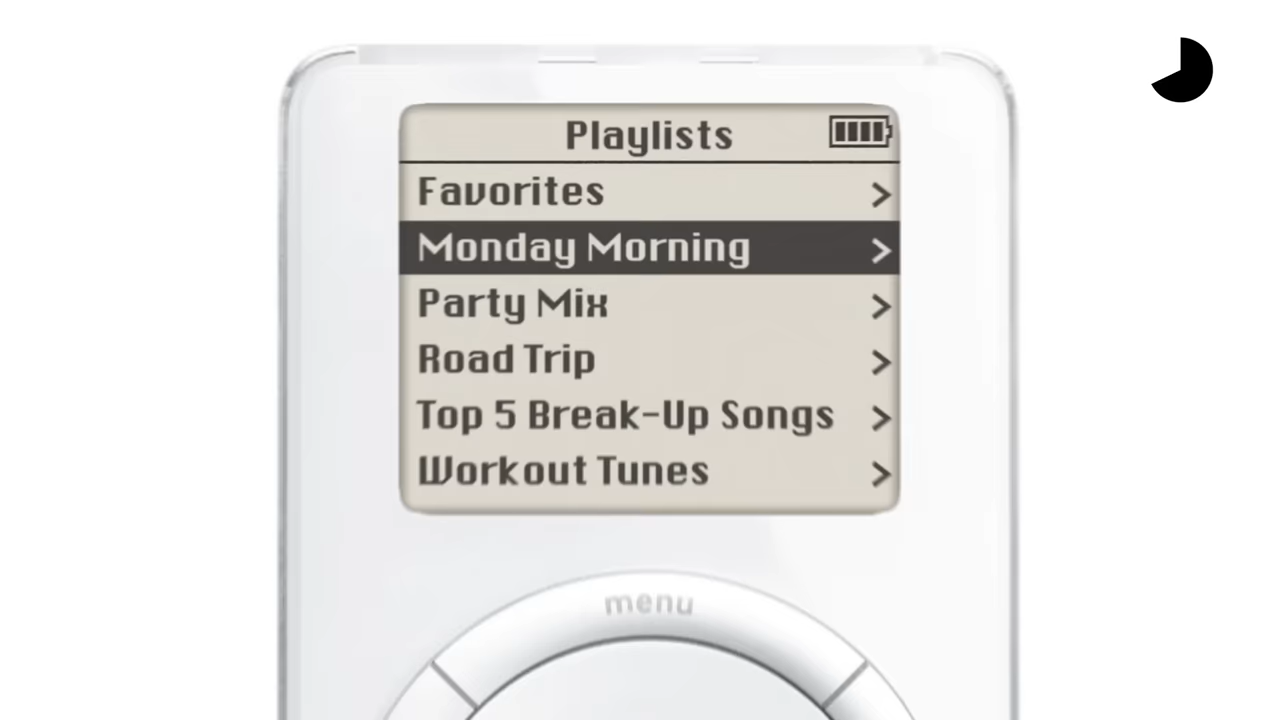 Playlists
Favorites
Monday Morning
Party Mix
Road Trip
Top 5 Break-Up Songs
Workout Tunes
menu